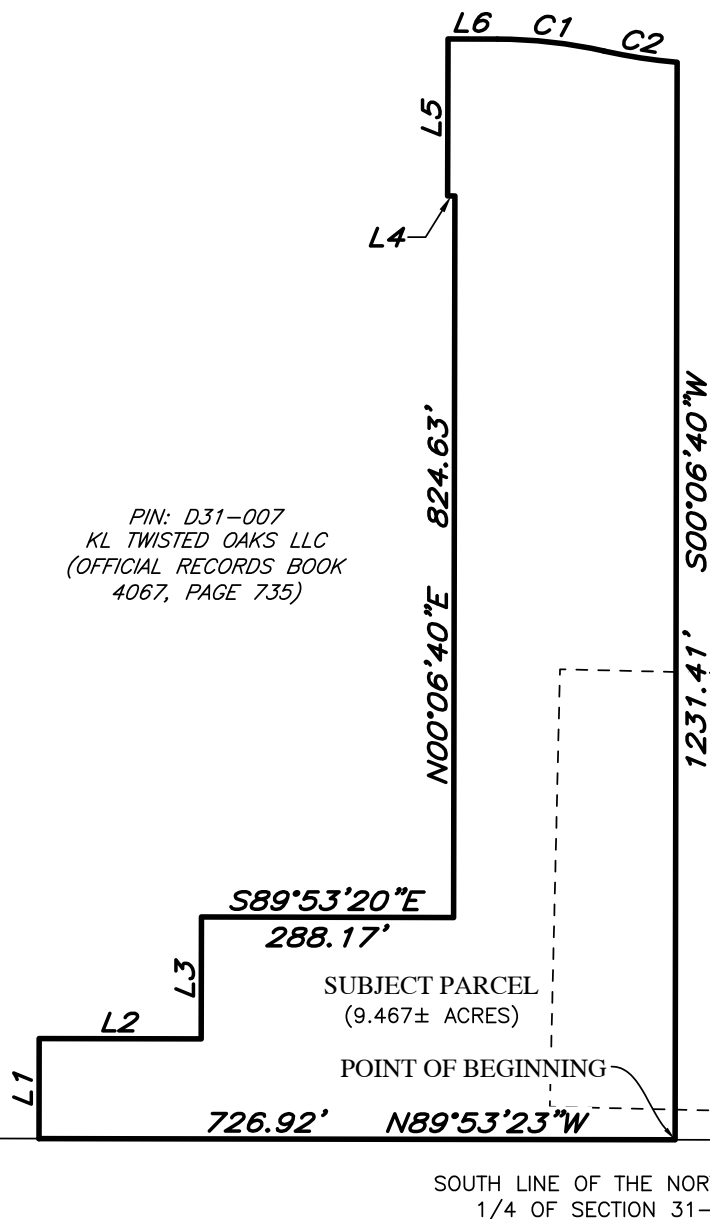 L6
C1
C2
L5
L4
N00°06'40"E 824.63'
S00°06'40"W
1231.41'
PIN: D31-007
KL TWISTED OAKS LLC
(OFFICIAL RECORDS BOOK
4067, PAGE 735)
S89°53'20"E
288.17'
L3
L2
L1
SUBJECT PARCEL
(9.467± ACRES)
POINT OF BEGINNING
726.92' N89°53'23"W
SOUTH LINE OF THE
1/4 OF SECTION 31-